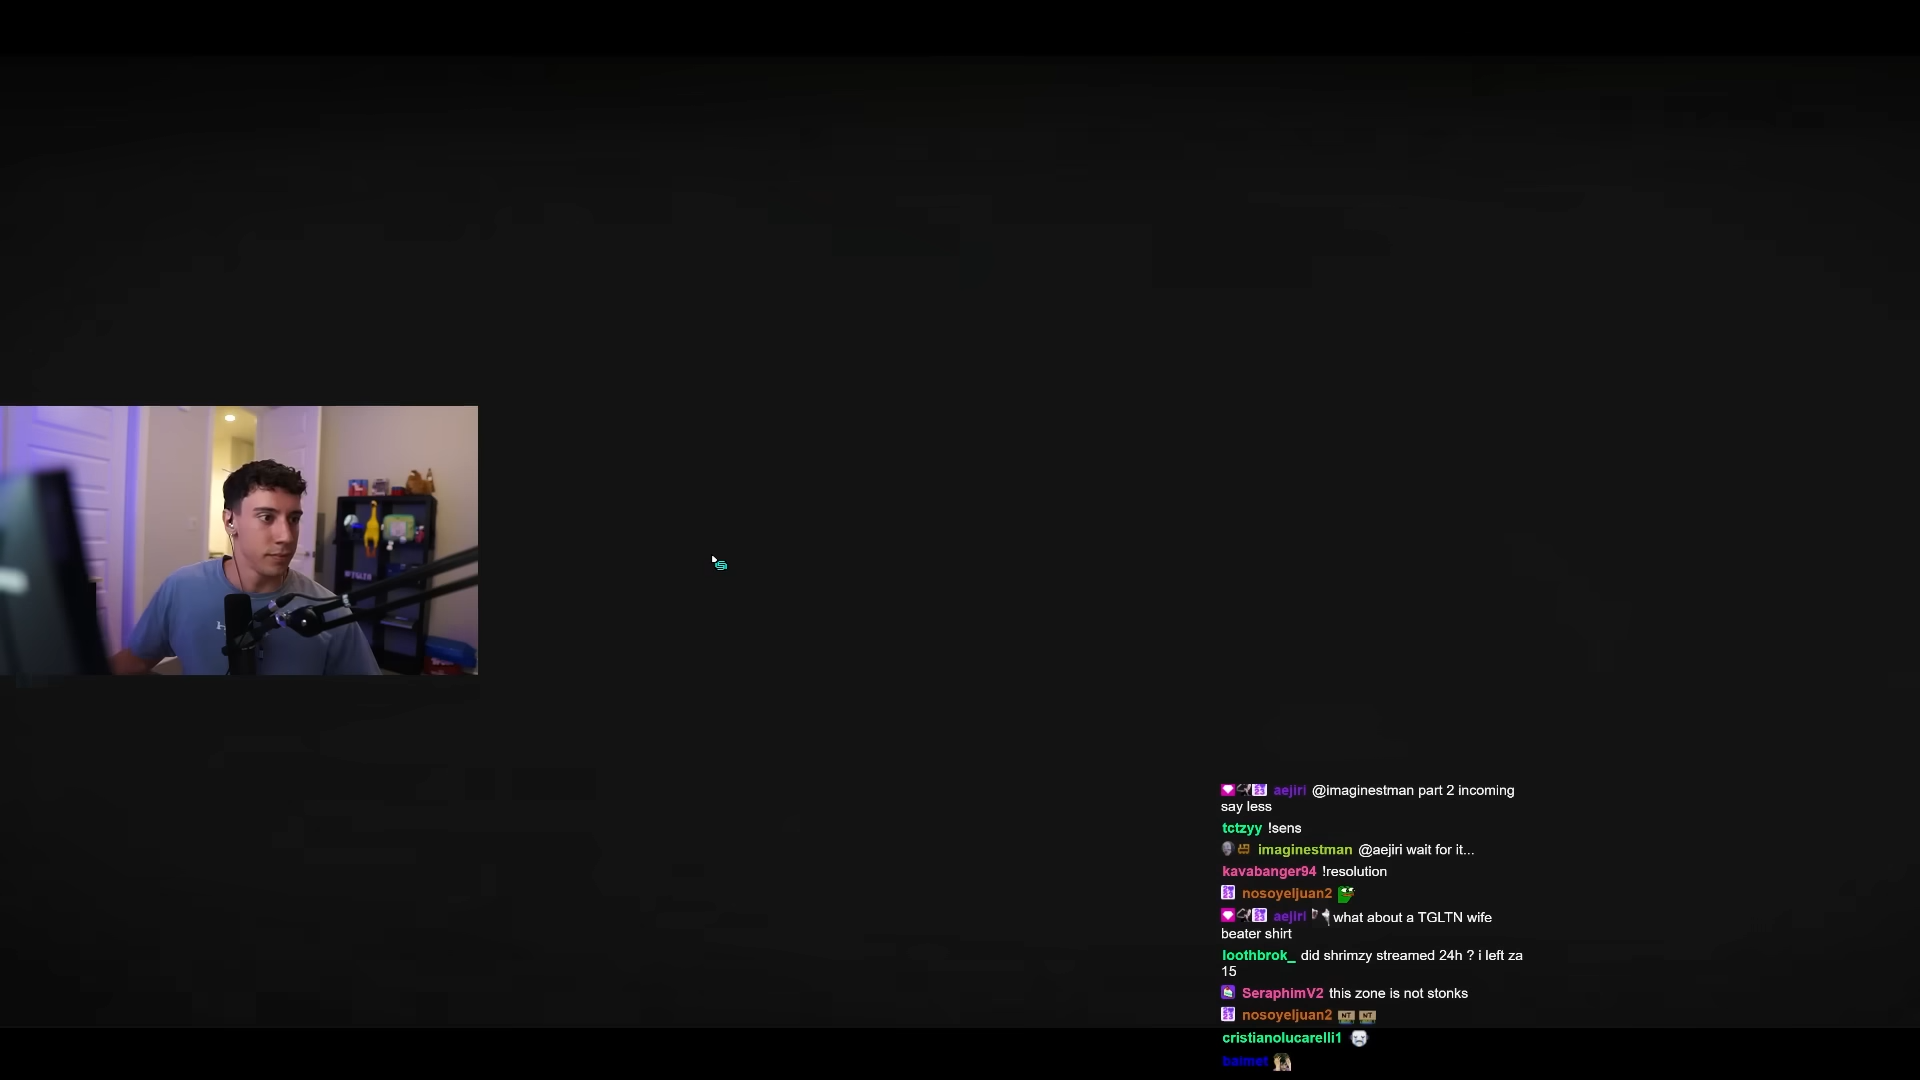 aejiri @imaginestman part 2 incoming
say less
tctzyy !sens
imaginestman @aejiri wait for it...
kavabanger94 !resolution
nosoyeljuan2
aejiri what about a TGLTN wife
beater shirt
loothbrok_ did shrimzy streamed 24h ? i left za
15
SeraphimV2 this zone is not stonks
nosoyeljuan2 NT NT
cristianolucarelli1